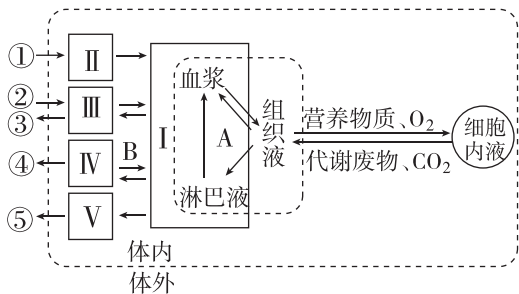 ① Ⅱ
血浆
② Ⅲ 组织液 营养物质、O₂
③ Ⅰ A 细胞内液
④ Ⅳ B 代谢废物、CO₂
淋巴液
⑤ Ⅴ
体内
体外